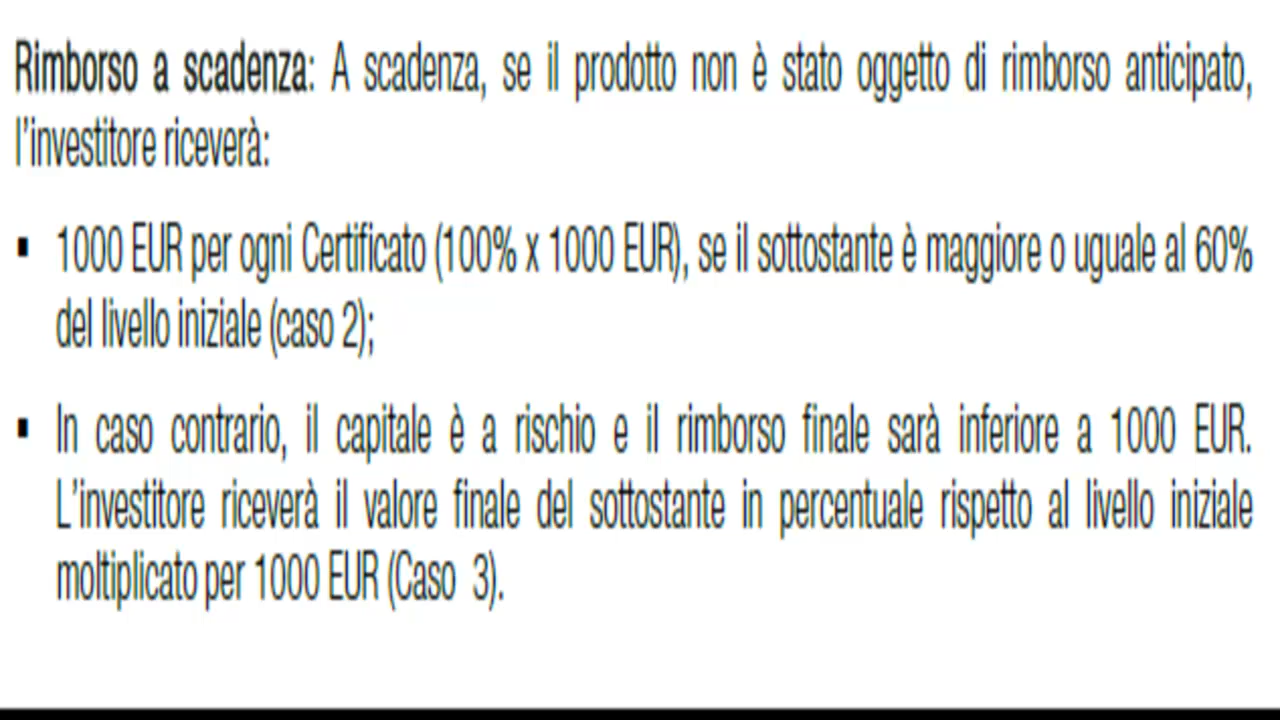 Rimborso a scadenza: A scadenza, se il prodotto non è stato oggetto di rimborso anticipato,
l'investitore riceverà:
▪ 1000 EUR per ogni Certificato (100% x 1000 EUR), se il sottostante è maggiore o uguale al 60%
del livello iniziale (caso 2);
▪ In caso contrario, il capitale è a rischio e il rimborso finale sarà inferiore a 1000 EUR.
L'investitore riceverà il valore finale del sottostante in percentuale rispetto al livello iniziale
moltiplicato per 1000 EUR (Caso  3).